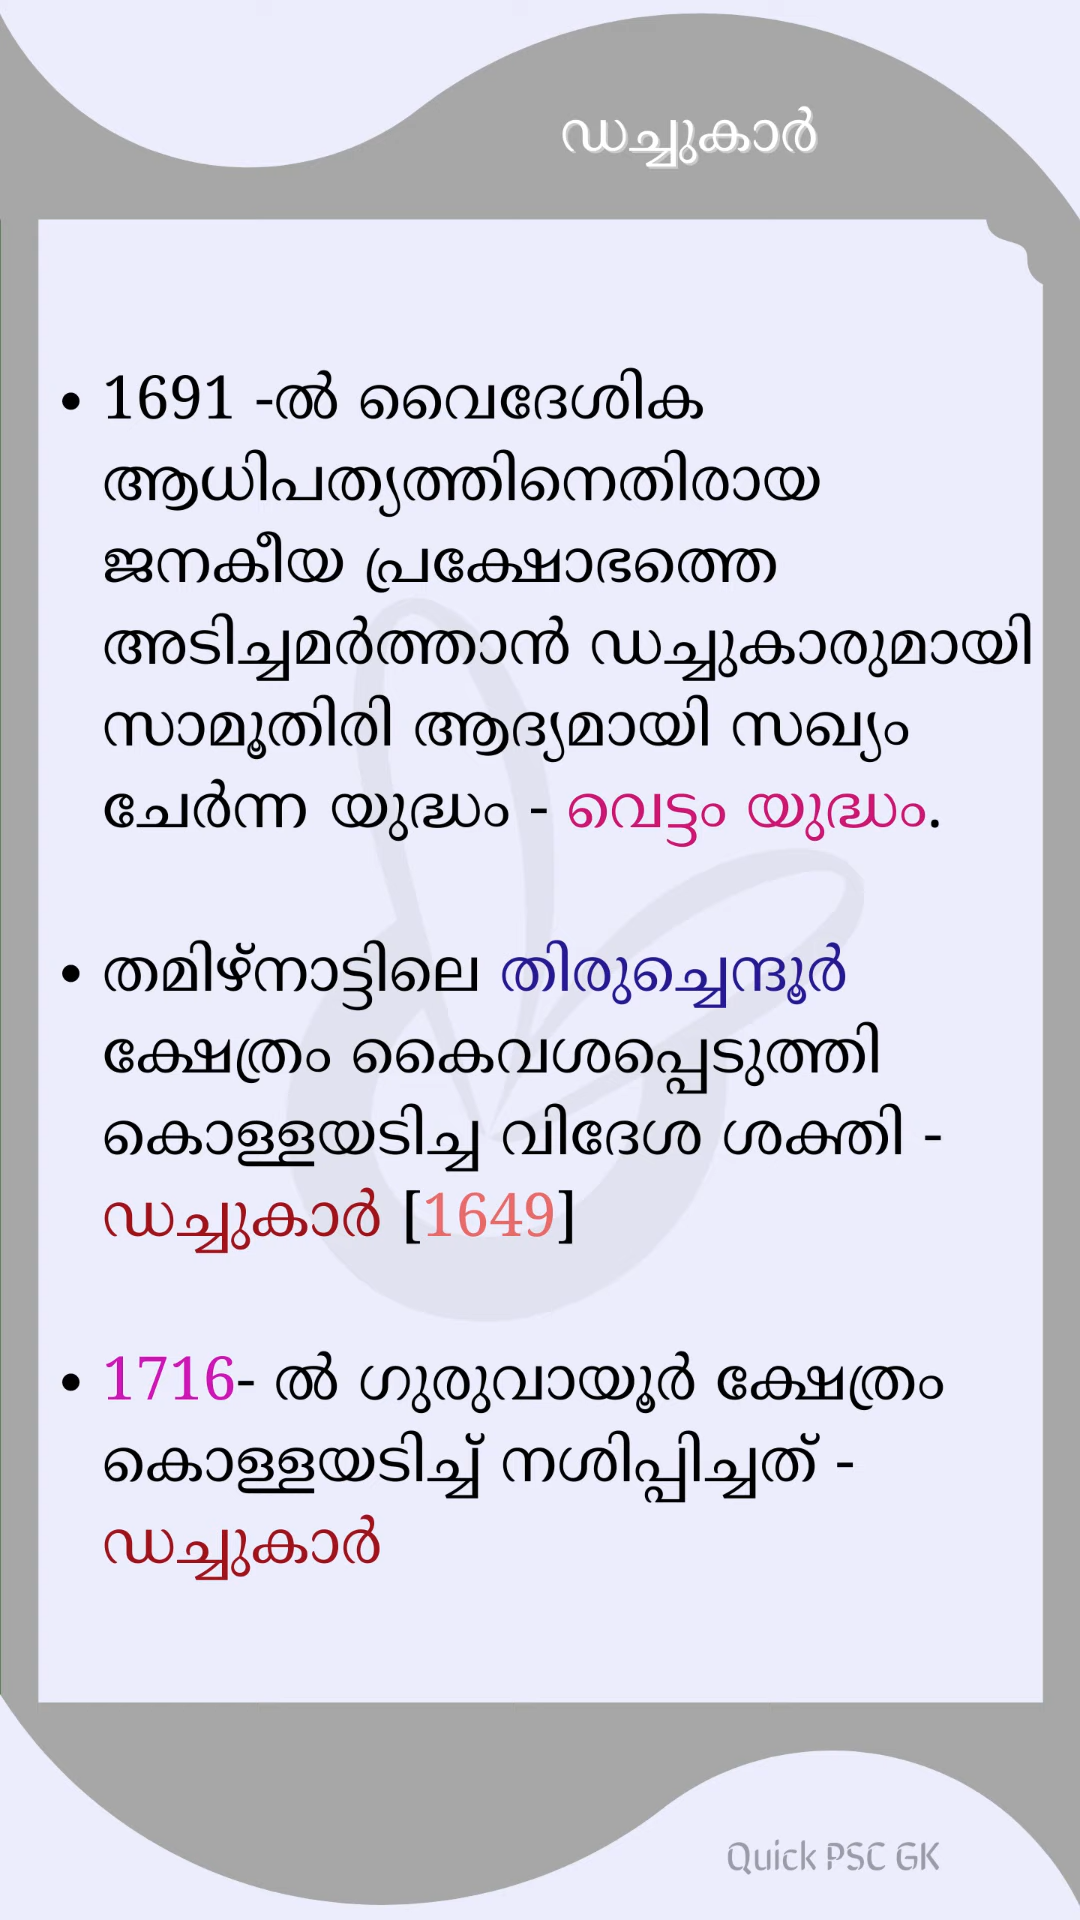 ഡച്ചുകാർ
• 1691 -ൽ വൈദേശിക
ആധിപത്യത്തിനെതിരായ
ജനകീയ പ്രക്ഷോഭത്തെ
അടിച്ചമർത്താൻ ഡച്ചുകാരുമായി
സാമൂതിരി ആദ്യമായി സഖ്യം
ചേർന്ന യുദ്ധം - വെട്ടം യുദ്ധം.
• തമിഴ്നാട്ടിലെ തിരുച്ചെന്ദൂർ
ക്ഷേത്രം കൈവശപ്പെടുത്തി
കൊള്ളയടിച്ച വിദേശ ശക്തി -
ഡച്ചുകാർ [1649]
• 1716- ൽ ഗുരുവായൂർ ക്ഷേത്രം
കൊള്ളയടിച്ച് നശിപ്പിച്ചത് -
ഡച്ചുകാർ
Quick PSC GK